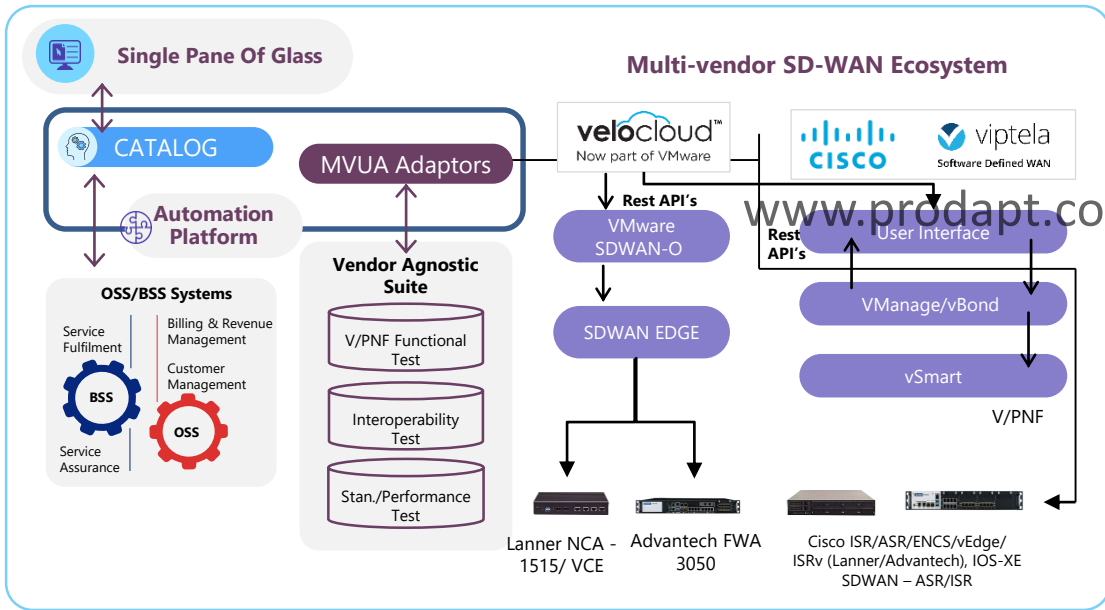 Single Pane Of Glass
Multi-vendor SD-WAN Ecosystem
CATALOG
MVUA Adaptors
Automation
Platform
velocloud™
Now part of VMware
CISCO
viptela
Software Defined WAN
www.prodapt.co
OSS/BSS Systems
Service
Fulfilment
Billing & Revenue
Management
Customer
Management
BSS
OSS
Service
Assurance
Vendor Agnostic
Suite
V/PNF Functional
Test
Interoperability
Test
Stan./Performance
Test
Rest API's
VMware
SDWAN-O
SDWAN EDGE
Rest
API's
User Interface
VManage/vBond
vSmart
V/PNF
Lanner NCA -
1515/ VCE
Advantech FWA
3050
Cisco ISR/ASR/ENCS/vEdge/
ISRv (Lanner/Advantech), IOS-XE
SDWAN – ASR/ISR